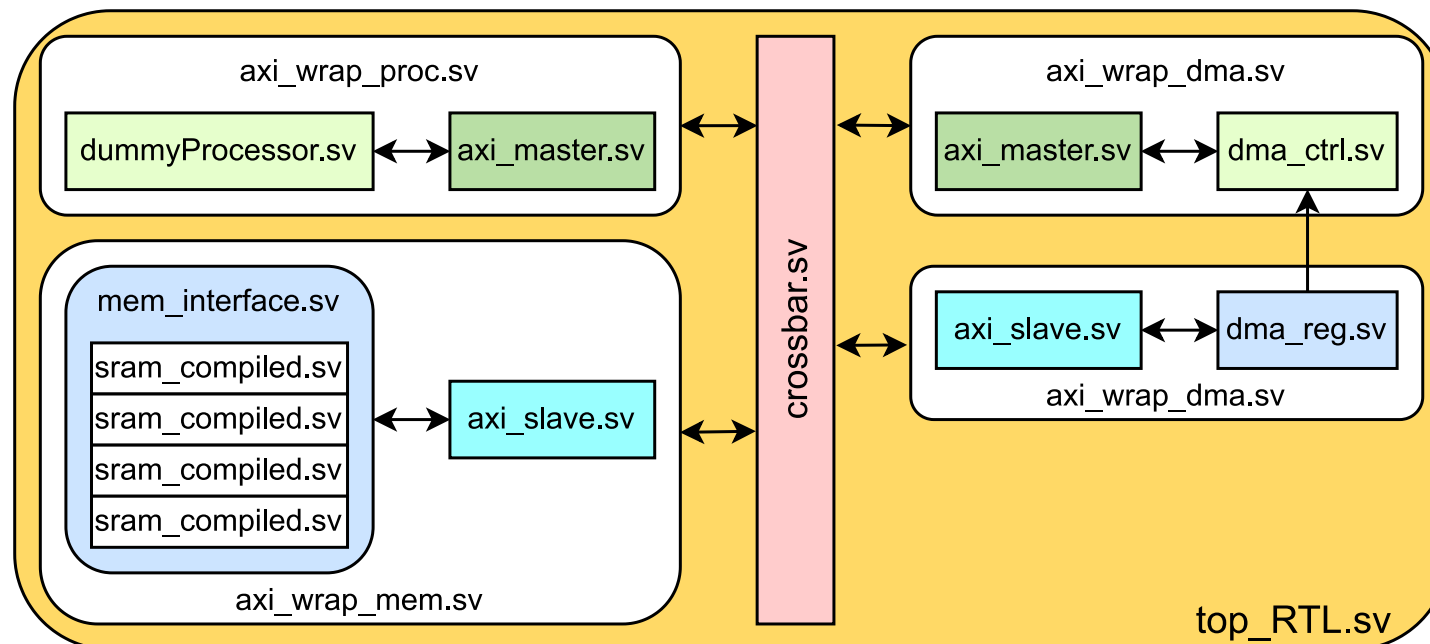 axi_wrap_proc.sv
dummyProcessor.sv
axi_master.sv
mem_interface.sv
sram_compiled.sv
sram_compiled.sv
sram_compiled.sv
sram_compiled.sv
axi_slave.sv
axi_wrap_mem.sv
crossbar.sv
axi_wrap_dma.sv
axi_master.sv
dma_ctrl.sv
axi_slave.sv
dma_reg.sv
axi_wrap_dma.sv
top_RTL.sv